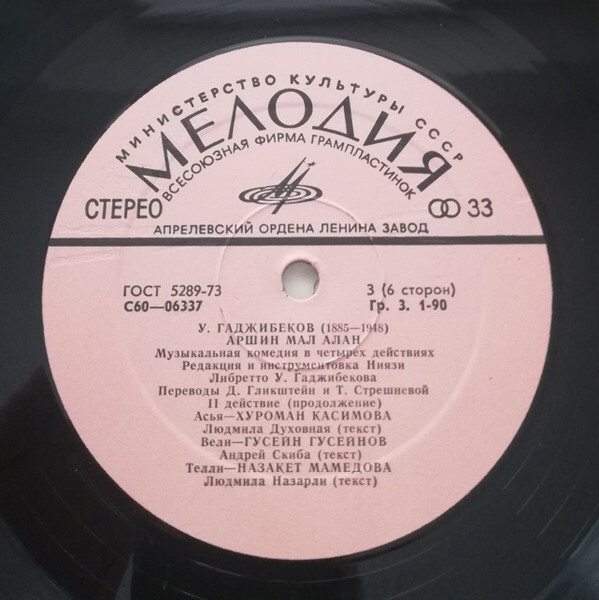 МИНИСТЕРСТВО КУЛЬТУРЫ СССР
МЕЛОДИЯ
ВСЕСОЮЗНАЯ ФИРМА ГРАМПЛАСТИНОК
СТЕРЕО
33
АПРЕЛЕВСКИЙ ОРДЕНА ЛЕНИНА ЗАВОД
ГОСТ 5289-73
3 (6 сторон)
С60—06337
Гр. 3. 1-90
У. ГАДЖИБЕКОВ (1885—1948)
АРШИН МАЛ АЛАН
Музыкальная комедия в четырех действиях
Редакция и инструментовка Ниязи
Либретто У. Гаджибекова
Переводы Д. Гликштейн и Т. Стрешневой
II действие (продолжение)
Асья—ХУРОМАН КАСИМОВА
Людмила Духовная (текст)
Вели—ГУСЕЙН ГУСЕЙНОВ
Андрей Скиба (текст)
Телли—НАЗАКЕТ МАМЕДОВА
Людмила Назарли (текст)